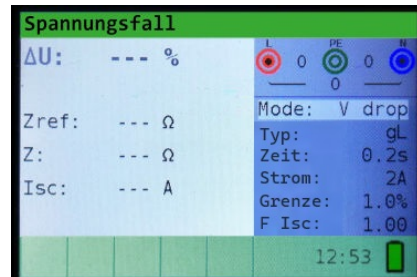 Spannungsfall
ΔU: --- %
L PE N
0 0
0
Zref: --- Ω
Z: --- Ω
Isc: --- A
Mode: V drop
Typ: gL
Zeit: 0.2s
Strom: 2A
Grenze: 1.0%
F Isc: 1.00
12:53